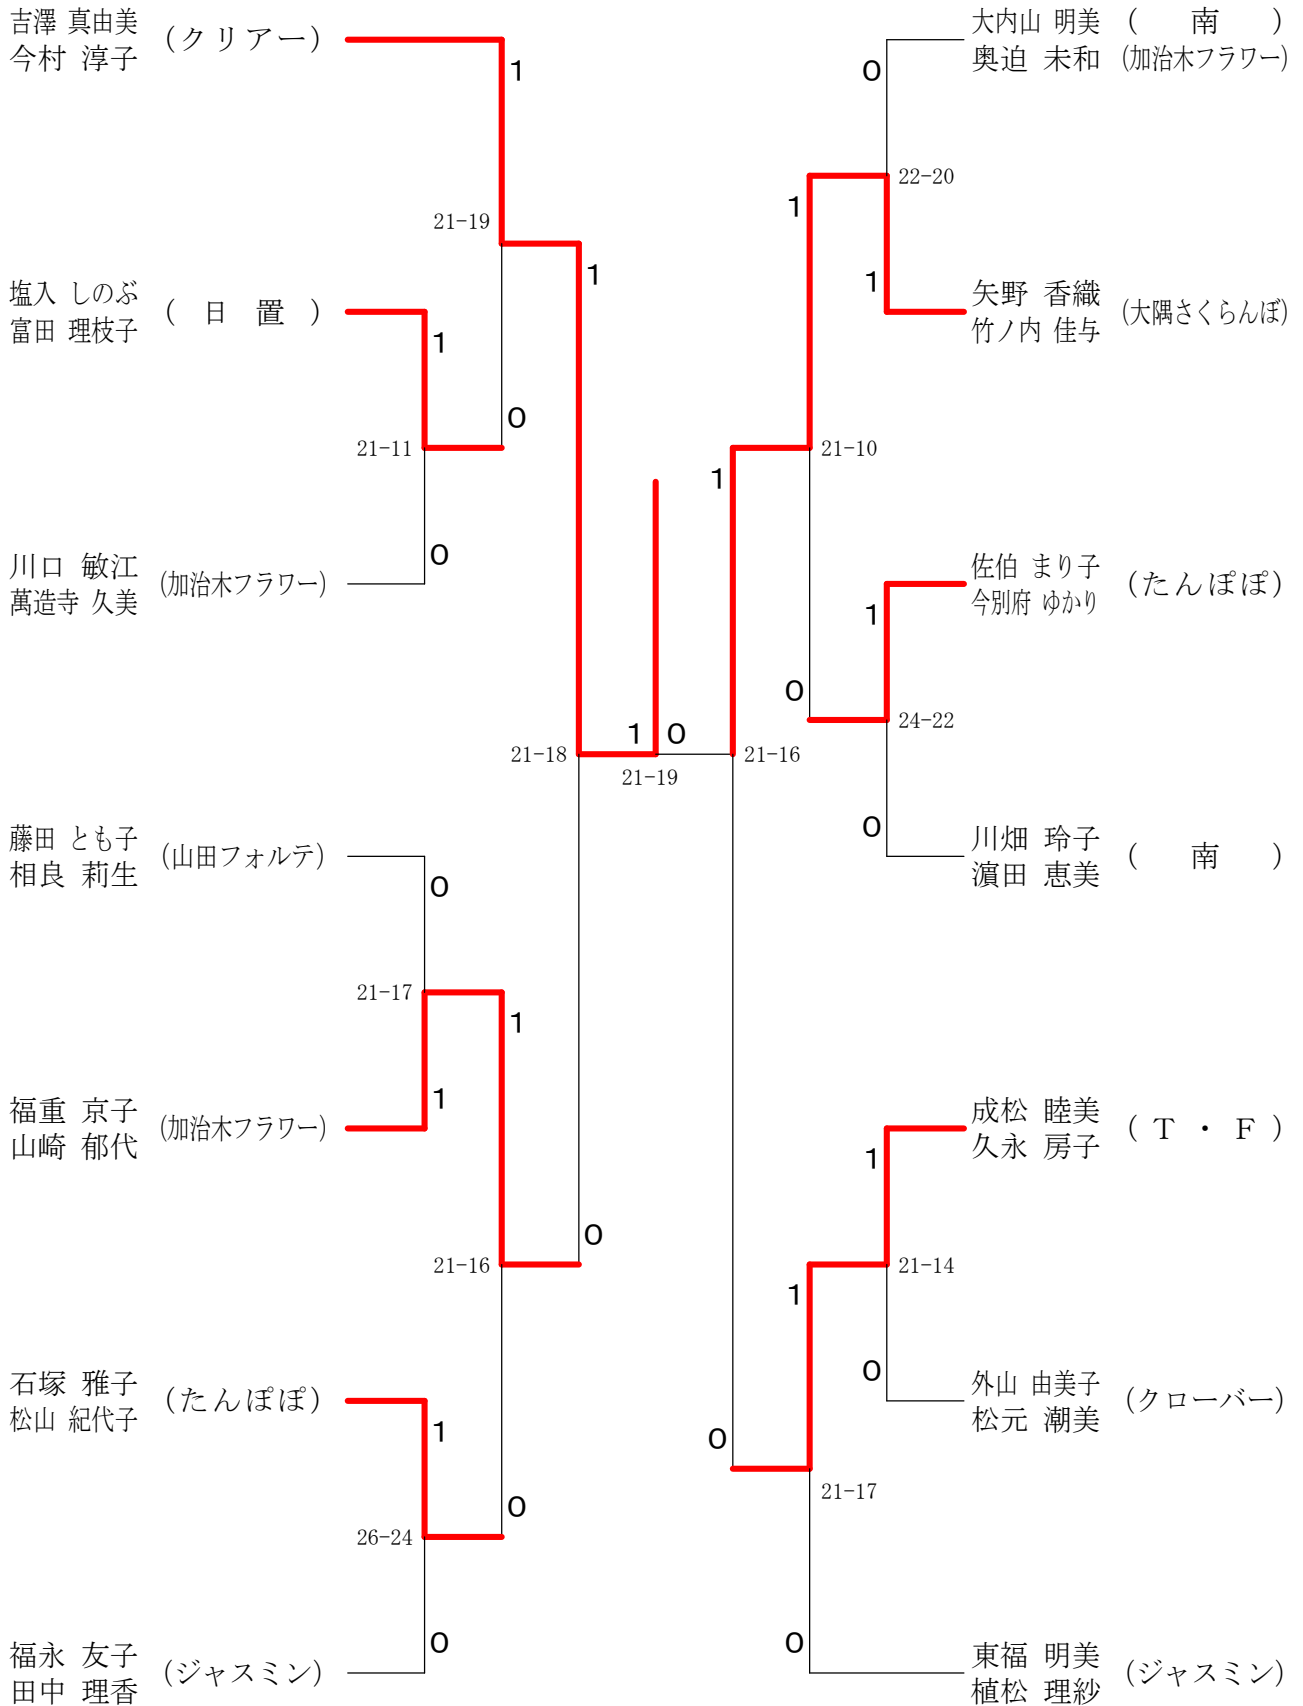 吉澤 真由美
今村 淳子
(クリアー)
1
21-19
塩入 しのぶ
富田 理枝子
( 日 置 )
1
1
0
21-11
川口 敏江
萬造寺 久美
(加治木フラワー)
0
藤田 とも子
相良 莉生
(山田フォルテ)
0
21-18
21-17
1
福重 京子
山崎 郁代
(加治木フラワー)
1
0
21-16
石塚 雅子
松山 紀代子
(たんぽぽ)
1
0
26-24
福永 友子
田中 理香
(ジャスミン)
0
1
0
21-19
大内山 明美
奥迫 未和
( 南 )
(加治木フラワー)
0
22-20
1
1
矢野 香織
竹ノ内 佳与
(大隅さくらんぼ)
21-10
1
佐伯 まり子
今別府 ゆかり
(たんぽぽ)
1
0
24-22
21-16
0
川畑 玲子
濵田 恵美
( 南 )
成松 睦美
久永 房子
( T ・ F )
1
21-14
1
0
外山 由美子
松元 潮美
(クローバー)
0
21-17
0
東福 明美
植松 理紗
(ジャスミン)